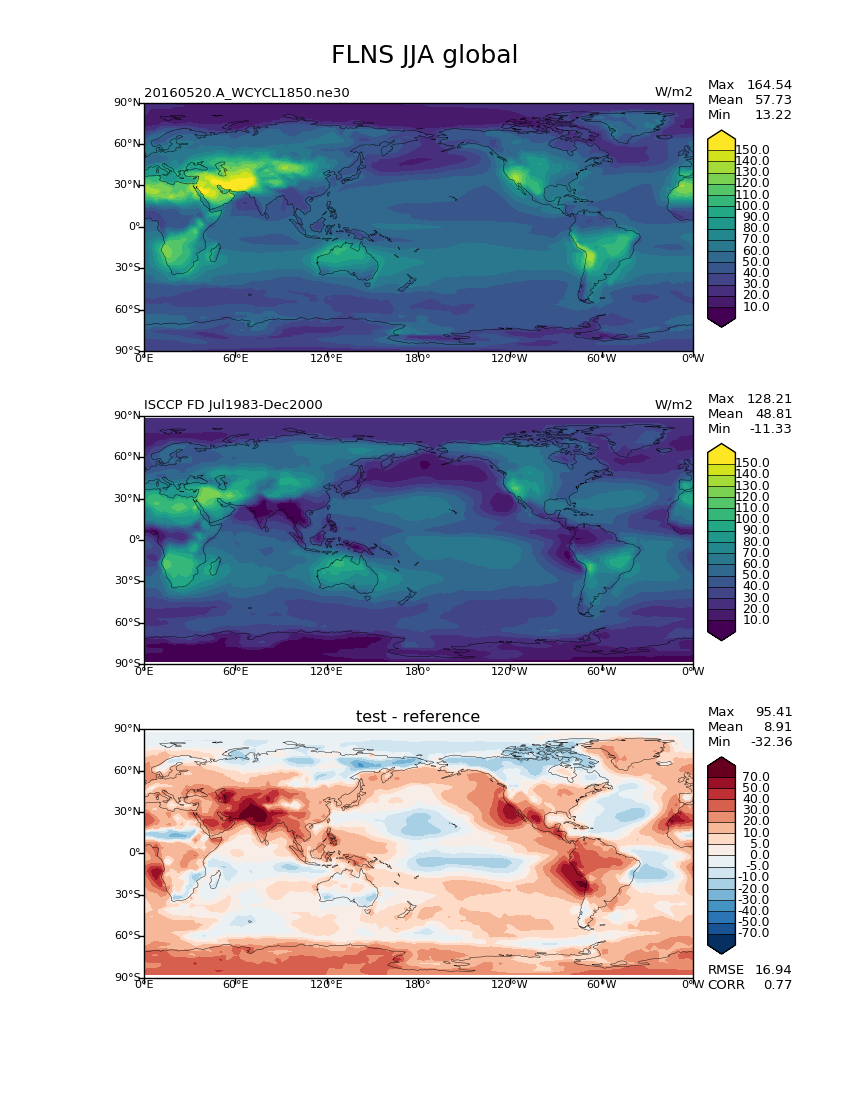 FLNS JJA global
20160520.A_WCYCL1850.ne30 W/m2
Max 164.54
Mean 57.73
Min 13.22
90°N
60°N
30°N
0°
30°S
60°S
90°S
0°E 60°E 120°E 180° 120°W 60°W 0°W
150.0
140.0
130.0
120.0
110.0
100.0
90.0
80.0
70.0
60.0
50.0
40.0
30.0
20.0
10.0
ISCCP FD Jul1983-Dec2000 W/m2
Max 128.21
Mean 48.81
Min -11.33
90°N
60°N
30°N
0°
30°S
60°S
90°S
0°E 60°E 120°E 180° 120°W 60°W 0°W
150.0
140.0
130.0
120.0
110.0
100.0
90.0
80.0
70.0
60.0
50.0
40.0
30.0
20.0
10.0
test - reference
Max 95.41
Mean 8.91
Min -32.36
90°N
60°N
30°N
0°
30°S
60°S
90°S
0°E 60°E 120°E 180° 120°W 60°W 0°W
70.0
50.0
40.0
30.0
20.0
10.0
5.0
0.0
-5.0
-10.0
-20.0
-30.0
-40.0
-50.0
-70.0
RMSE 16.94
CORR 0.77